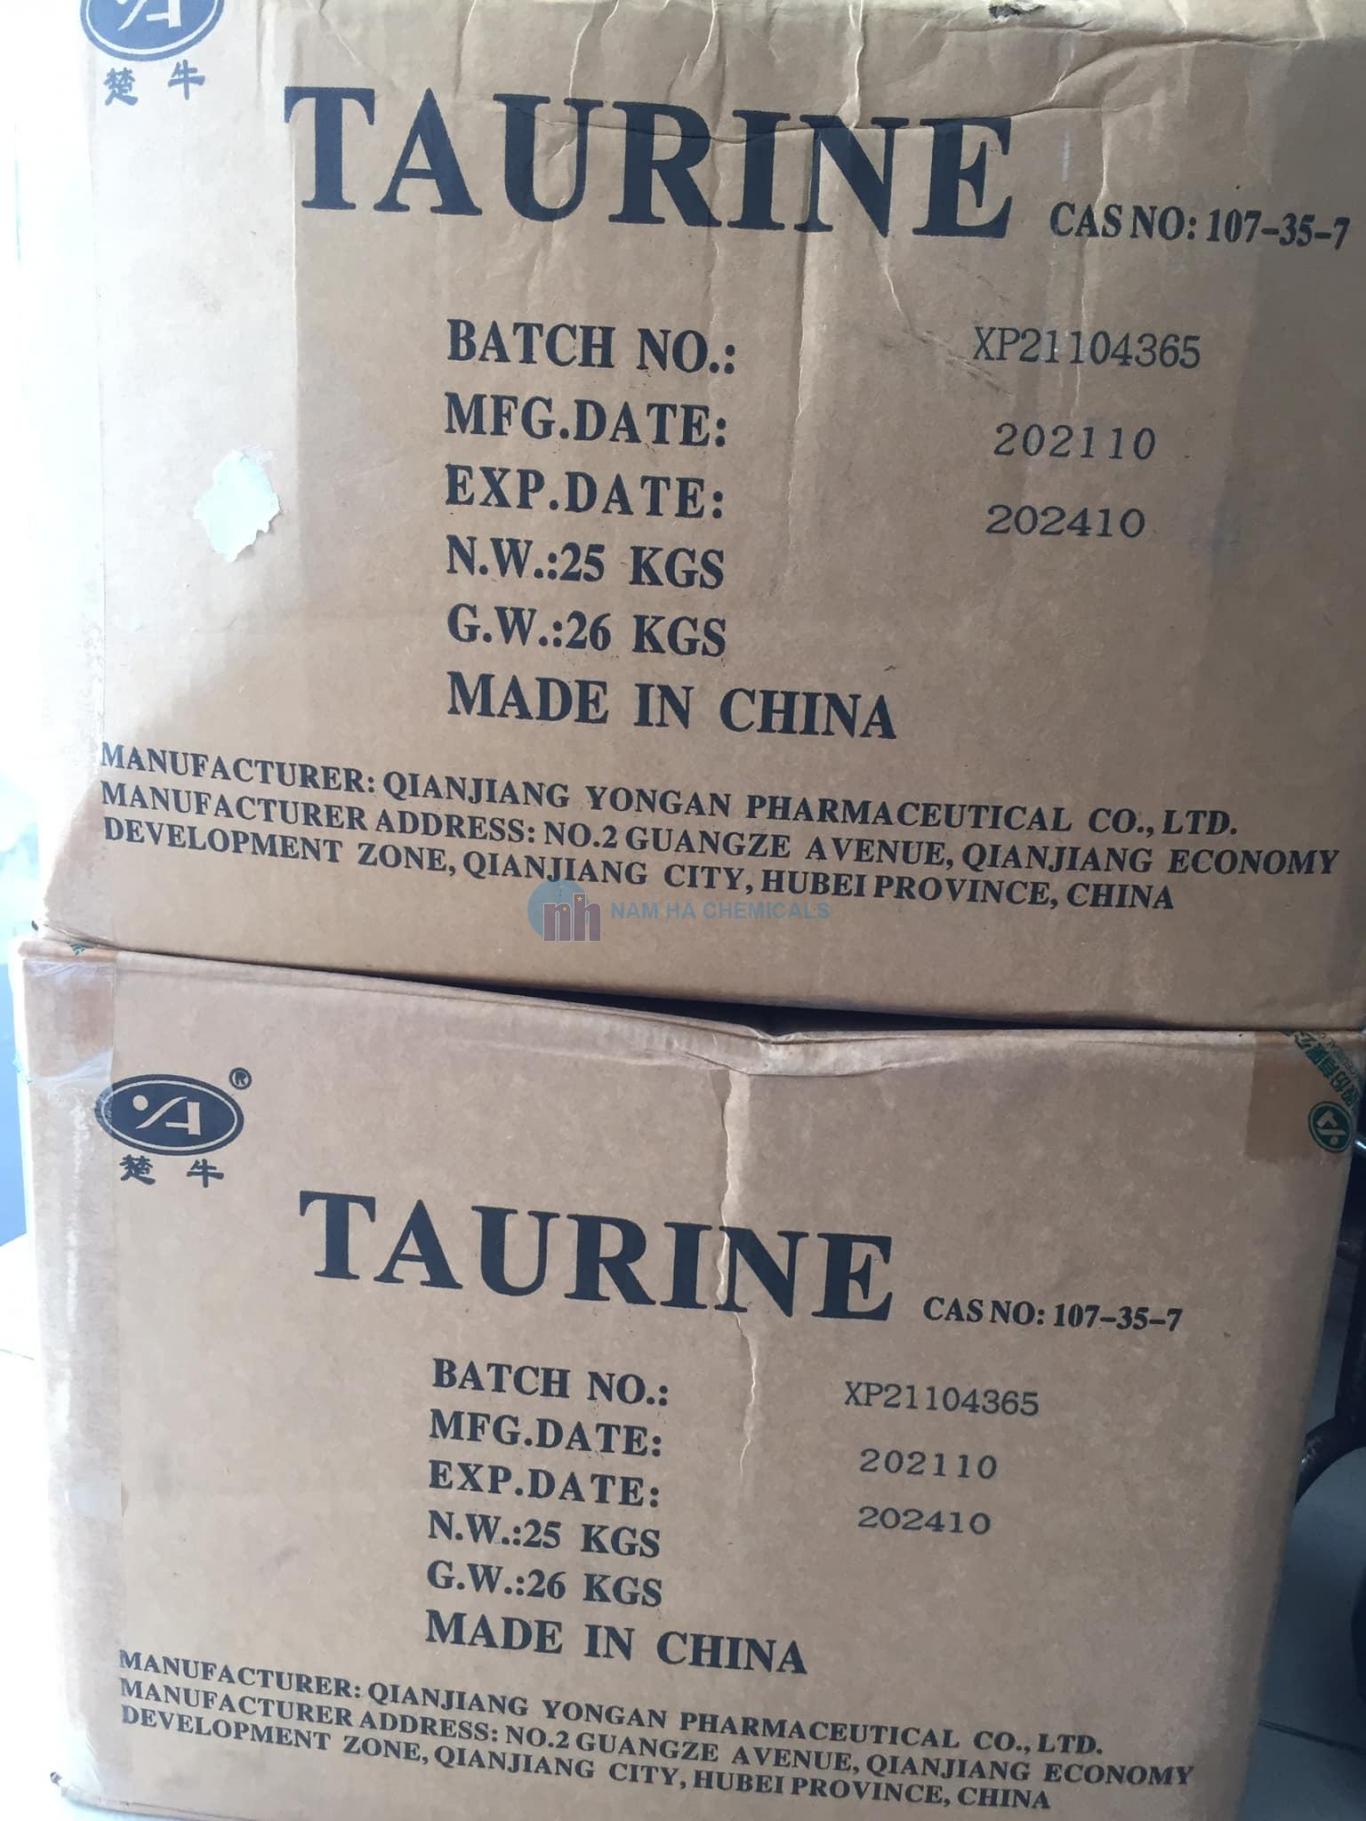 楚牛
TAURINE CAS NO: 107-35-7
BATCH NO.: XP21104365
MFG.DATE: 202110
EXP.DATE: 202410
N.W.:25 KGS
G.W.:26 KGS
MADE IN CHINA
MANUFACTURER: QIANJIANG YONGAN PHARMACEUTICAL CO., LTD.
MANUFACTURER ADDRESS: NO.2 GUANGZE AVENUE, QIANJIANG ECONOMY
DEVELOPMENT ZONE, QIANJIANG CITY, HUBEI PROVINCE, CHINA
nh NAM HÀ CHEMICALS
®
YA
楚牛
TAURINE CAS NO: 107-35-7
BATCH NO.: XP21104365
MFG.DATE: 202110
EXP.DATE: 202410
N.W.:25 KGS
G.W.:26 KGS
MADE IN CHINA
MANUFACTURER: QIANJIANG YONGAN PHARMACEUTICAL CO., LTD.
MANUFACTURER ADDRESS: NO.2 GUANGZE AVENUE, QIANJIANG ECONOMY
DEVELOPMENT ZONE, QIANJIANG CITY, HUBEI PROVINCE, CHINA